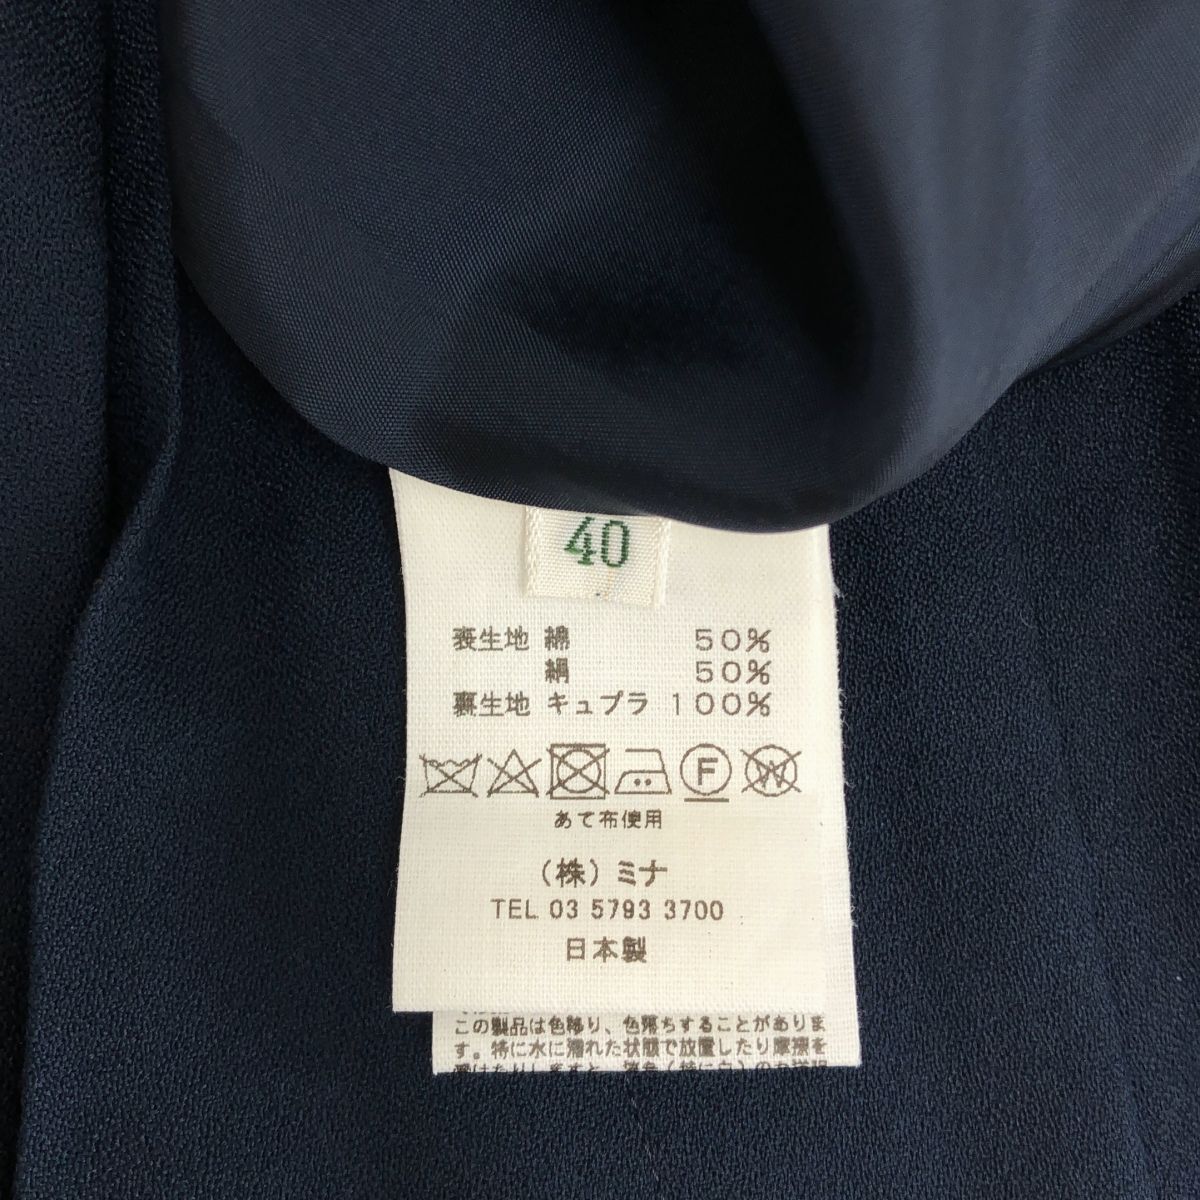 40
表生地 綿 50%
絹 50%
裏生地 キュプラ 100%
F W
あて布使用
(株)ミナ
TEL 03 5793 3700
日本製
この製品は色移り、色落ちすることがありま
す。特に水に濡れた状態で放置したり摩擦を